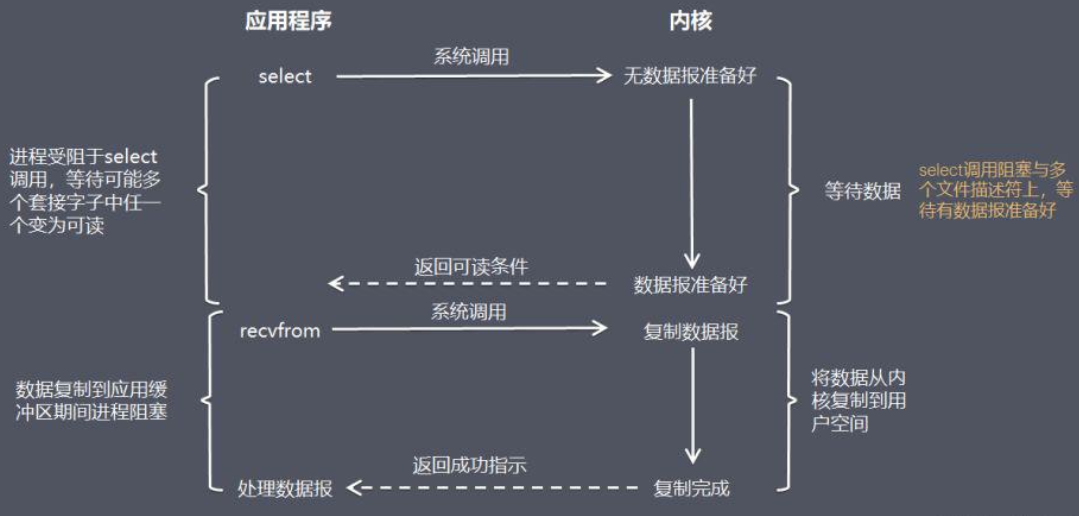 应用程序
内核
系统调用
select
无数据报准备好
进程受阻于select
调用，等待可能多
个套接字子中任一
个变为可读
等待数据
select调用阻塞与多
个文件描述符上，等
待有数据报准备好
返回可读条件
数据报准备好
系统调用
recvfrom
复制数据报
数据复制到应用缓
冲区期间进程阻塞
将数据从内
核复制到用
户空间
返回成功指示
处理数据报
复制完成